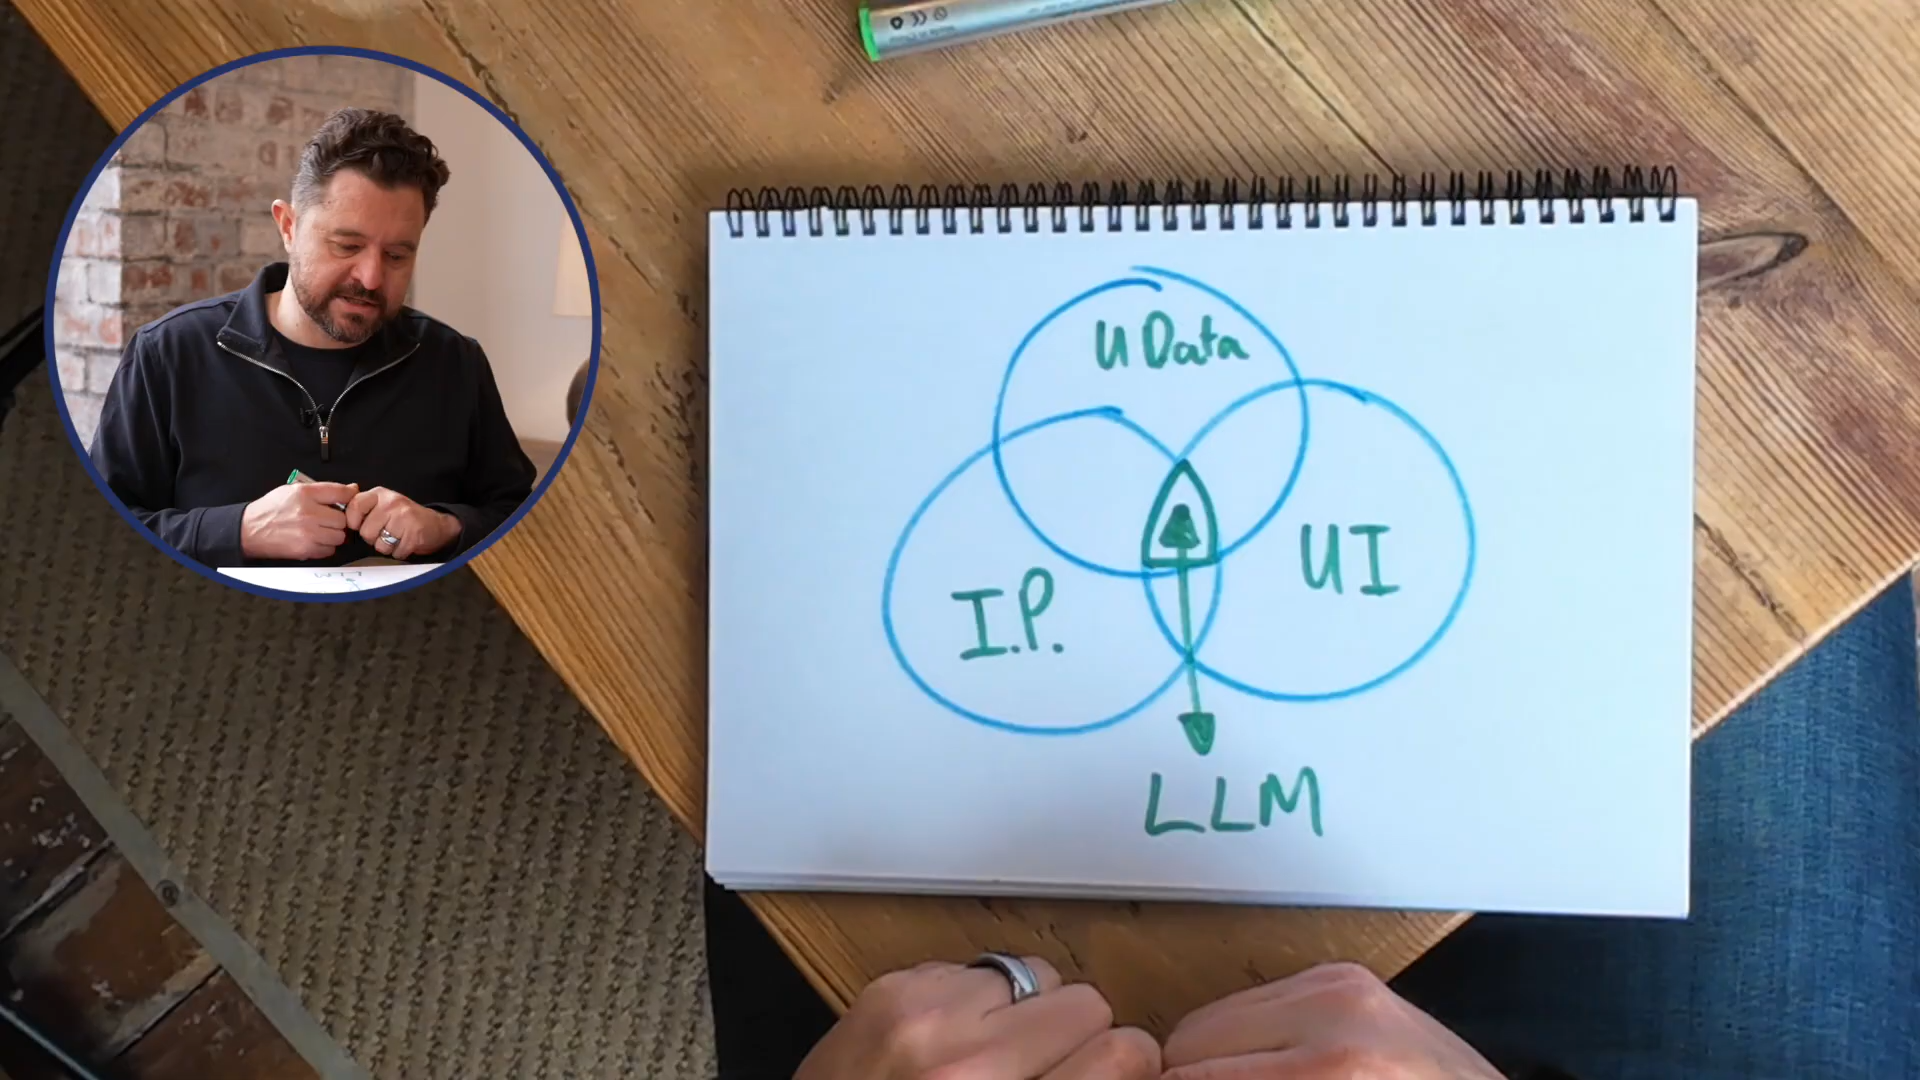 U Data
I.P.
UI
LLM